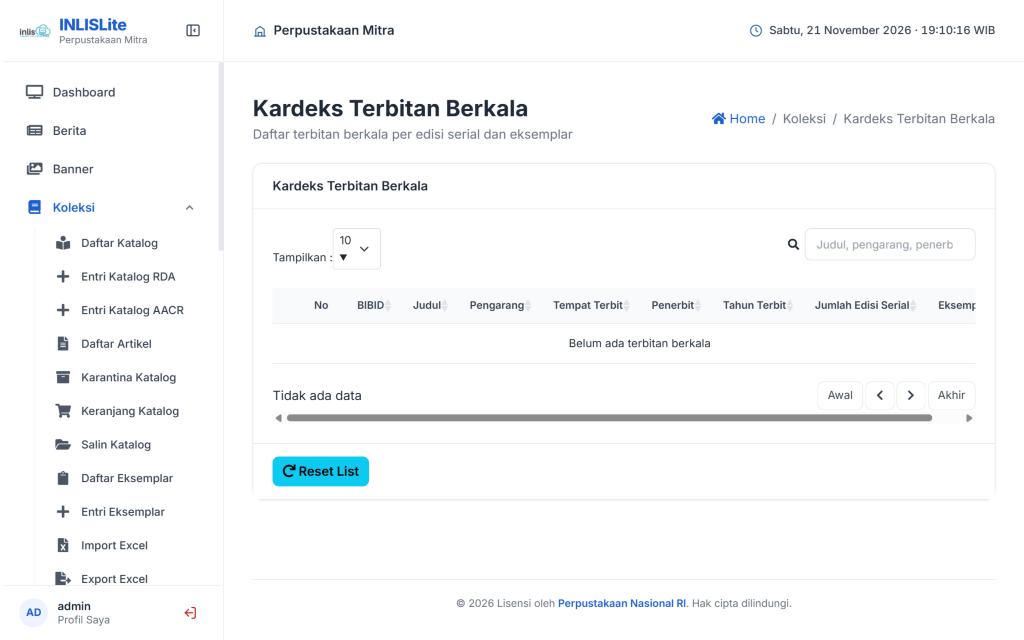 inlis
INLISLite
Perpustakaan Mitra
Perpustakaan Mitra
Sabtu, 21 November 2026 · 19:10:16 WIB
Dashboard
Berita
Banner
Koleksi
Daftar Katalog
Entri Katalog RDA
Entri Katalog AACR
Daftar Artikel
Karantina Katalog
Keranjang Katalog
Salin Katalog
Daftar Eksemplar
Entri Eksemplar
Import Excel
Export Excel
AD
admin
Profil Saya
Kardeks Terbitan Berkala
Daftar terbitan berkala per edisi serial dan eksemplar
Home / Koleksi / Kardeks Terbitan Berkala
Kardeks Terbitan Berkala
Tampilkan : 10
Judul, pengarang, penerb
No BIBID Judul Pengarang Tempat Terbit Penerbit Tahun Terbit Jumlah Edisi Serial Eksemp
Belum ada terbitan berkala
Tidak ada data
Awal
Akhir
Reset List
© 2026 Lisensi oleh Perpustakaan Nasional RI. Hak cipta dilindungi.